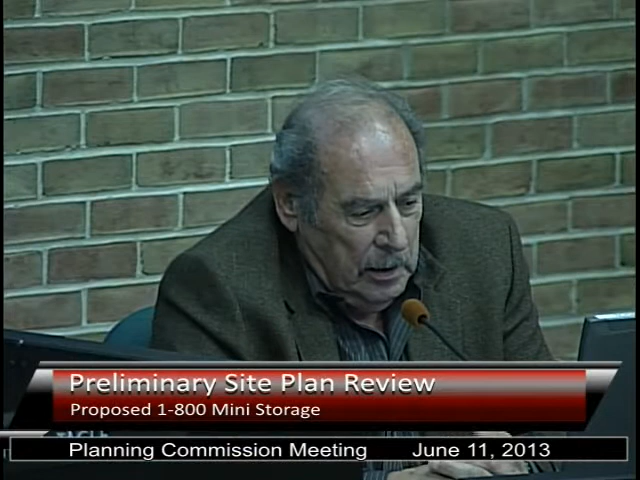 Preliminary Site Plan Review
Proposed 1-800 Mini Storage
Planning Commission Meeting June 11, 2013